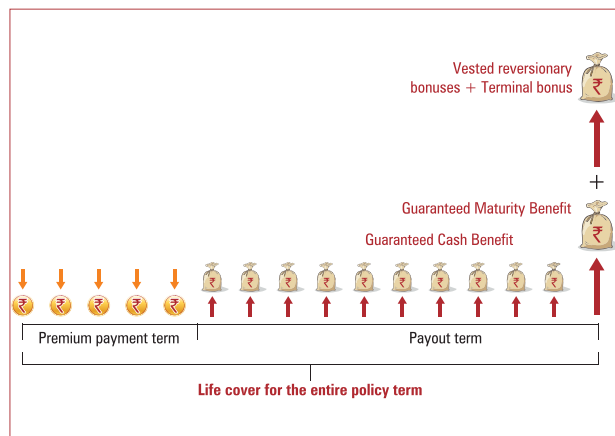 Vested reversionary
bonuses + Terminal bonus
₹
+
Guaranteed Maturity Benefit
₹
Guaranteed Cash Benefit
₹ ₹ ₹ ₹ ₹ ₹ ₹ ₹ ₹ ₹
₹ ₹ ₹ ₹ ₹
Premium payment term
Payout term
Life cover for the entire policy term